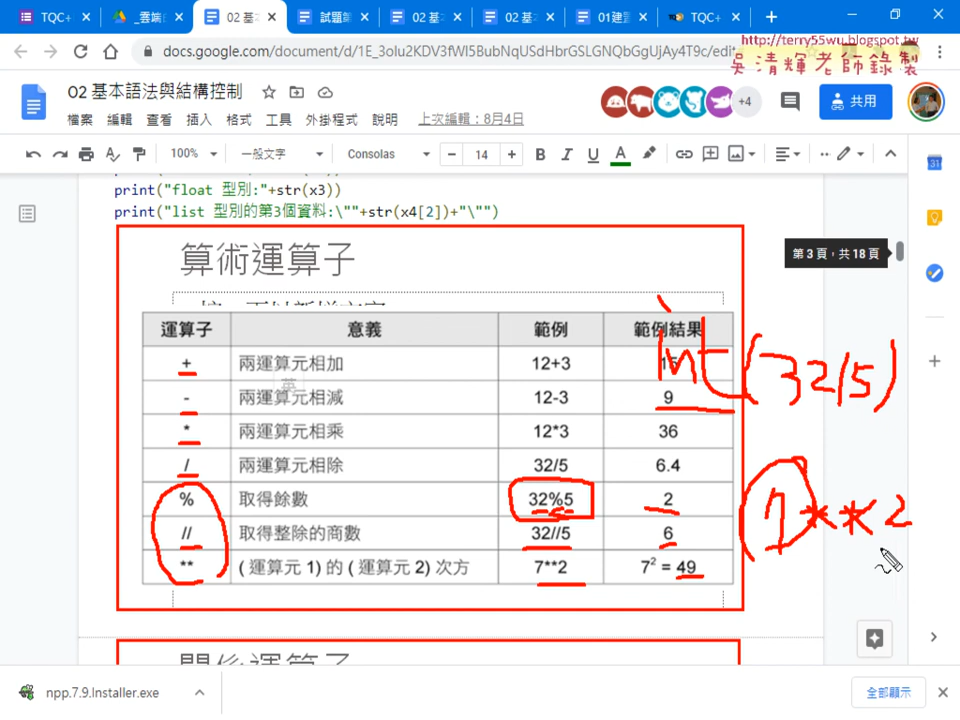 TQC+
_雲端
02 基本
試題
02 基
02 基
01建
TQC+
docs.google.com/document/d/1E_3olu2KDV3fWI5BubNqUSdHbrGSLGNQbGgUjAy4T9c/edi
http://terry55wu.blogspot.tw
吳清輝老師錄製
02 基本語法與結構控制
+4
共用
檔案 編輯 查看 插入 格式 工具 外掛程式 說明 上次編輯：8月4日
100% 一般文字 Consolas 14 B I U A
print("float 型別:"+str(x3))
print("list 型別的第3個資料:\""+str(x4[2])+"\"")
第 3 頁，共 18 頁
算術運算子
運算子 意義 範例 範例結果
+ 兩運算元相加 12+3 15
- 兩運算元相減 12-3 9
* 兩運算元相乘 12*3 36
/ 兩運算元相除 32/5 6.4
% 取得餘數 32%5 2
// 取得整除的商數 32//5 6
** ( 運算元 1) 的 ( 運算元 2) 次方 7**2 7² = 49
英
int(32/5)
7**2
關係運算子
npp.7.9.Installer.exe
全部顯示